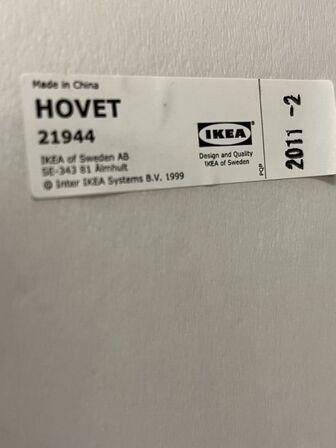 Made in China
HOVET
21944
IKEA of Sweden AB
SE-343 81 Älmhult
© Inter IKEA Systems B.V. 1999
IKEA
Design and Quality
IKEA of Sweden
PQP
2011 -2